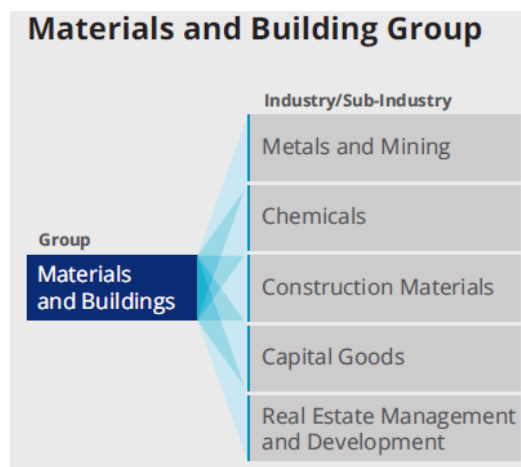 Materials and Building Group
Industry/Sub-Industry
Metals and Mining
Chemicals
Group
Materials
and Buildings
Construction Materials
Capital Goods
Real Estate Management
and Development